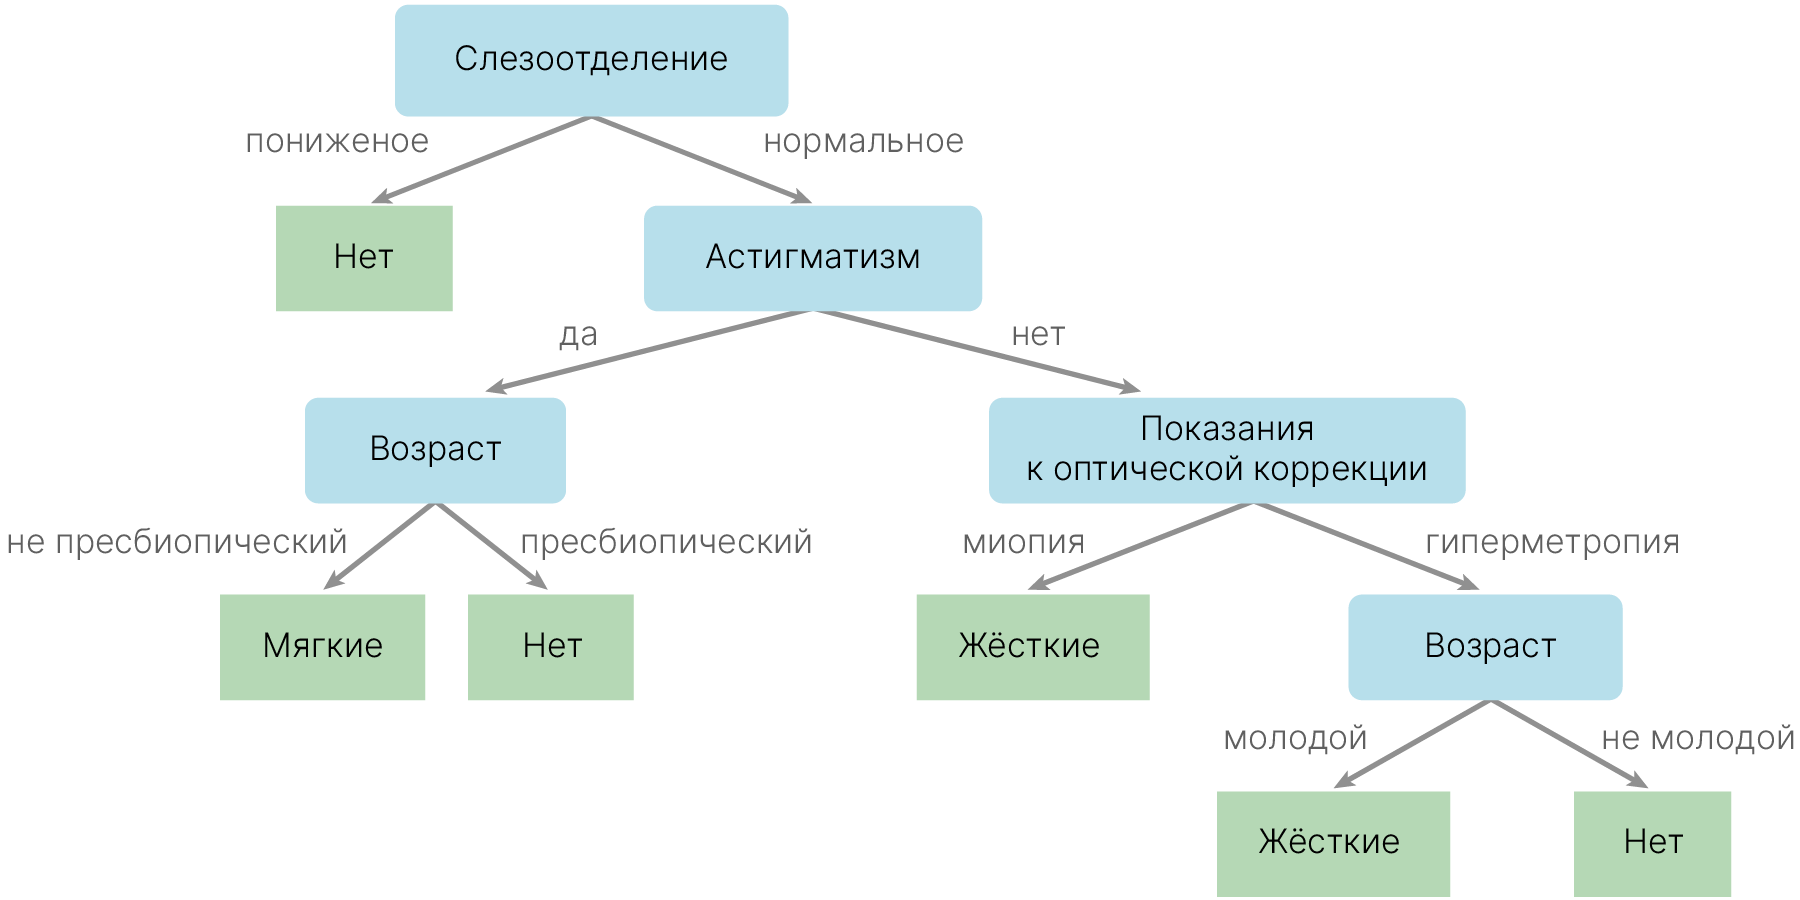 Слезоотделение
пониженое
нормальное
Нет
Астигматизм
да
нет
Возраст
Показания
к оптической коррекции
не пресбиопический
пресбиопический
миопия
гиперметропия
Мягкие
Нет
Жёсткие
Возраст
молодой
не молодой
Жёсткие
Нет